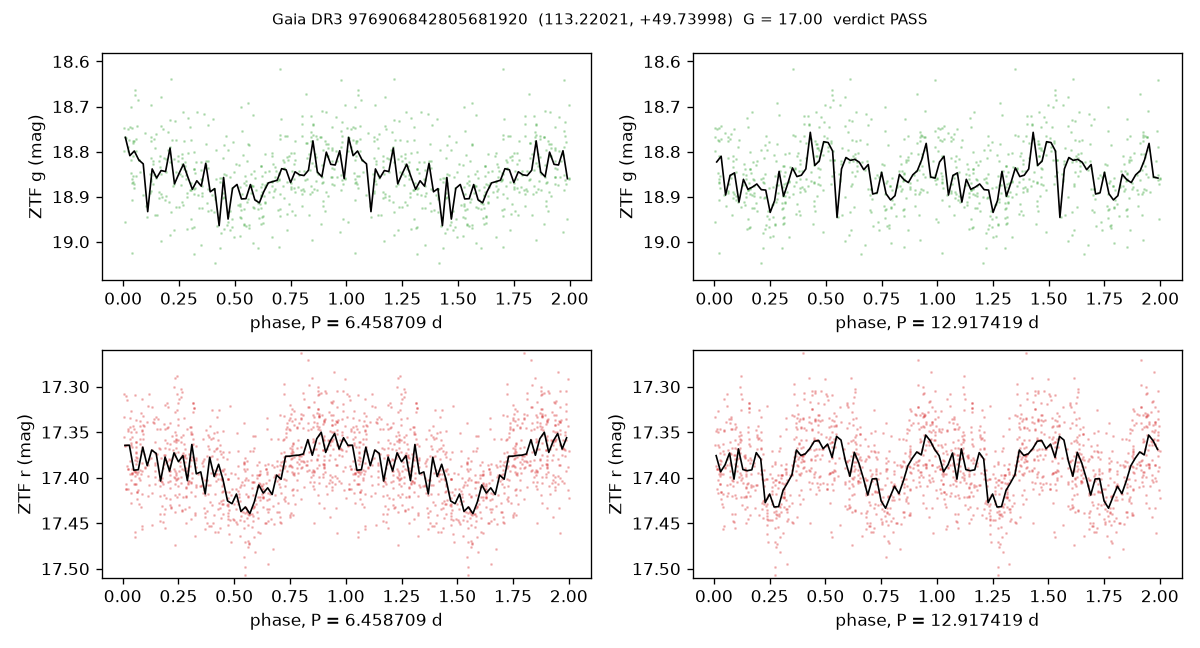 Gaia DR3 976906842805681920 (113.22021, +49.73998) G = 17.00 verdict PASS
ZTF g (mag)
18.6
18.7
18.8
18.9
19.0
0.00 0.25 0.50 0.75 1.00 1.25 1.50 1.75 2.00
phase, P = 6.458709 d
ZTF g (mag)
18.6
18.7
18.8
18.9
19.0
0.00 0.25 0.50 0.75 1.00 1.25 1.50 1.75 2.00
phase, P = 12.917419 d
ZTF r (mag)
17.30
17.35
17.40
17.45
17.50
0.00 0.25 0.50 0.75 1.00 1.25 1.50 1.75 2.00
phase, P = 6.458709 d
ZTF r (mag)
17.30
17.35
17.40
17.45
17.50
0.00 0.25 0.50 0.75 1.00 1.25 1.50 1.75 2.00
phase, P = 12.917419 d